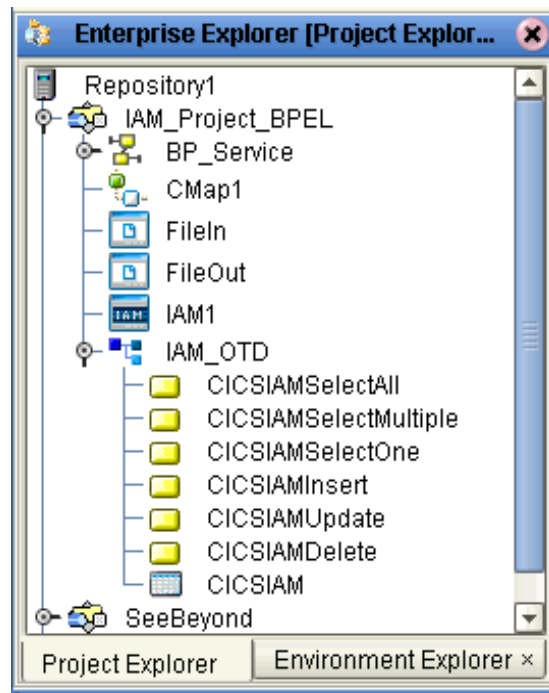 Enterprise Explorer [Project Explor...
Repository1
IAM_Project_BPEL
BP_Service
CMap1
FileIn
FileOut
IAM
IAM1
IAM_OTD
CICSIAMSelectAll
CICSIAMSelectMultiple
CICSIAMSelectOne
CICSIAMInsert
CICSIAMUpdate
CICSIAMDelete
CICSIAM
SeeBeyond
Project Explorer
Environment Explorer ×